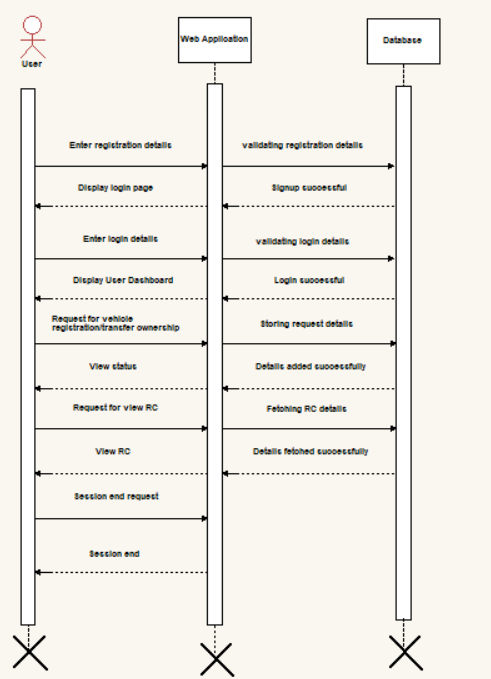 User
Web Application
Database
Enter registration details
validating registration details
Display login page
Signup successful
Enter login details
validating login details
Display User Dashboard
Login successful
Request for vehicle
registration/transfer ownership
Storing request details
View status
Details added successfully
Request for view RC
Fetching RC details
View RC
Details fetched successfully
Session end request
Session end